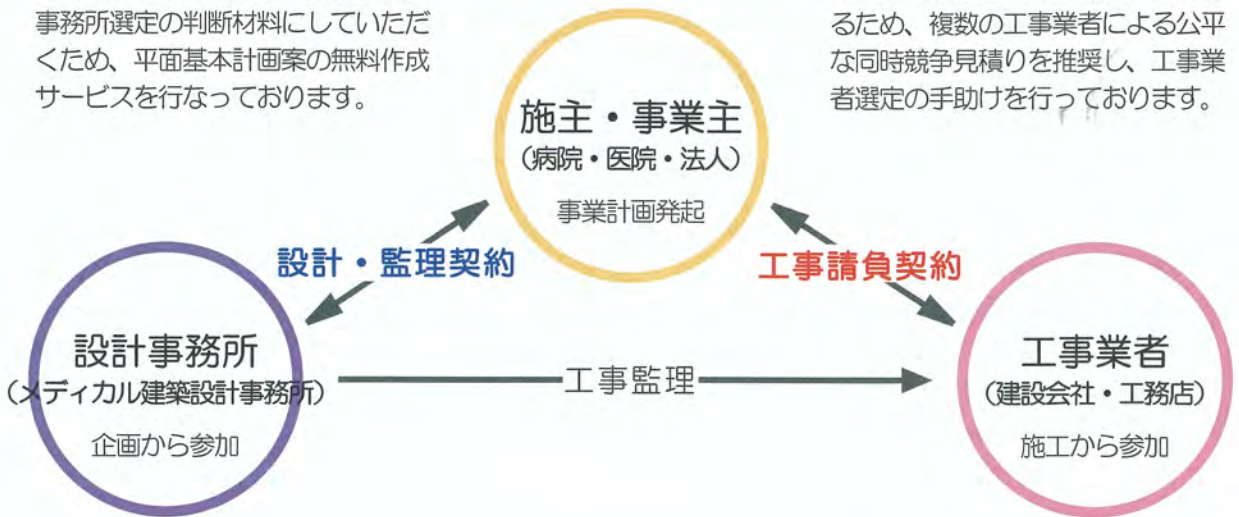 事務所選定の判断材料にしていただ
くため、平面基本計画案の無料作成
サービスを行なっております。
るため、複数の工事業者による公平
な同時競争見積りを推奨し、工事業
者選定の手助けを行っております。
施主・事業主
（病院・医院・法人）
事業計画発起
設計・監理契約
工事請負契約
設計事務所
（メディカル建築設計事務所）
企画から参加
工事監理
工事業者
（建設会社・工務店）
施工から参加